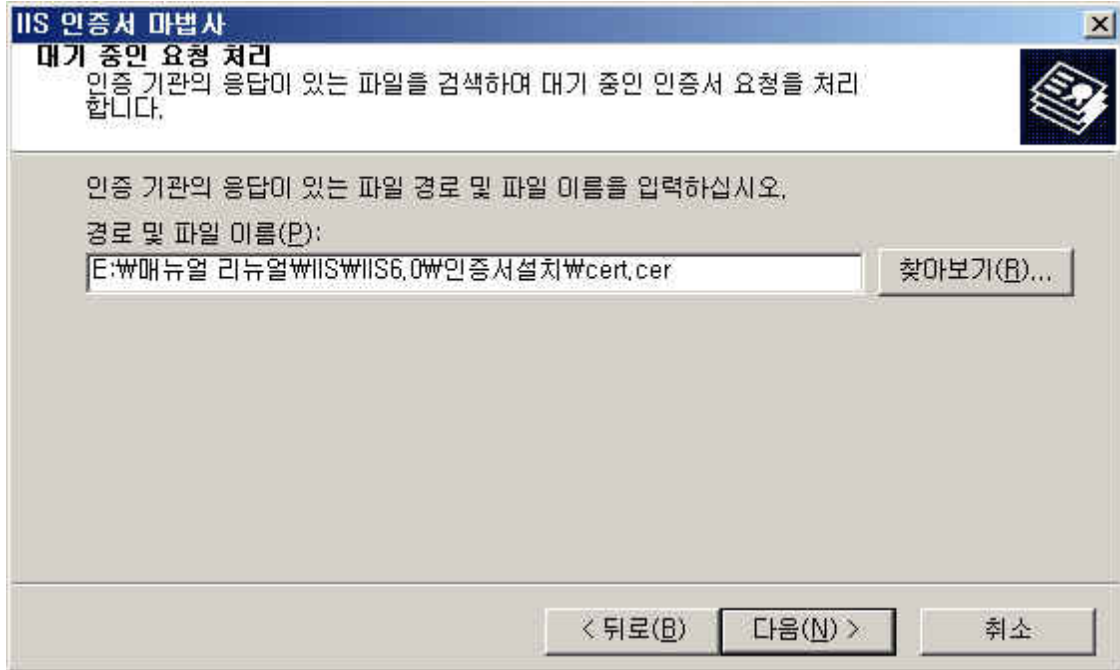 IIS 인증서 마법사
대기 중인 요청 처리
인증 기관의 응답이 있는 파일을 검색하여 대기 중인 인증서 요청을 처리
합니다.
인증 기관의 응답이 있는 파일 경로 및 파일 이름을 입력하십시오.
경로 및 파일 이름(P):
E:₩매뉴얼 리뉴얼₩IIS₩IIS6.0₩인증서설치₩cert.cer
찾아보기(R)...
< 뒤로(B)
다음(N) >
취소